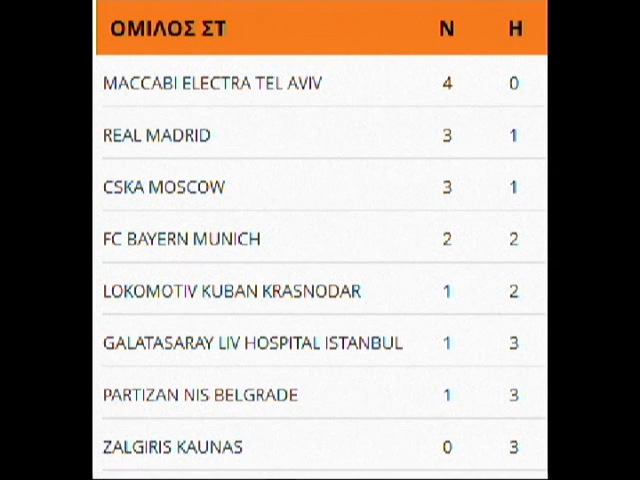 ΟΜΙΛΟΣ ΣΤ Ν Η
MACCABI ELECTRA TEL AVIV 4 0
REAL MADRID 3 1
CSKA MOSCOW 3 1
FC BAYERN MUNICH 2 2
LOKOMOTIV KUBAN KRASNODAR 1 2
GALATASARAY LIV HOSPITAL ISTANBUL 1 3
PARTIZAN NIS BELGRADE 1 3
ZALGIRIS KAUNAS 0 3